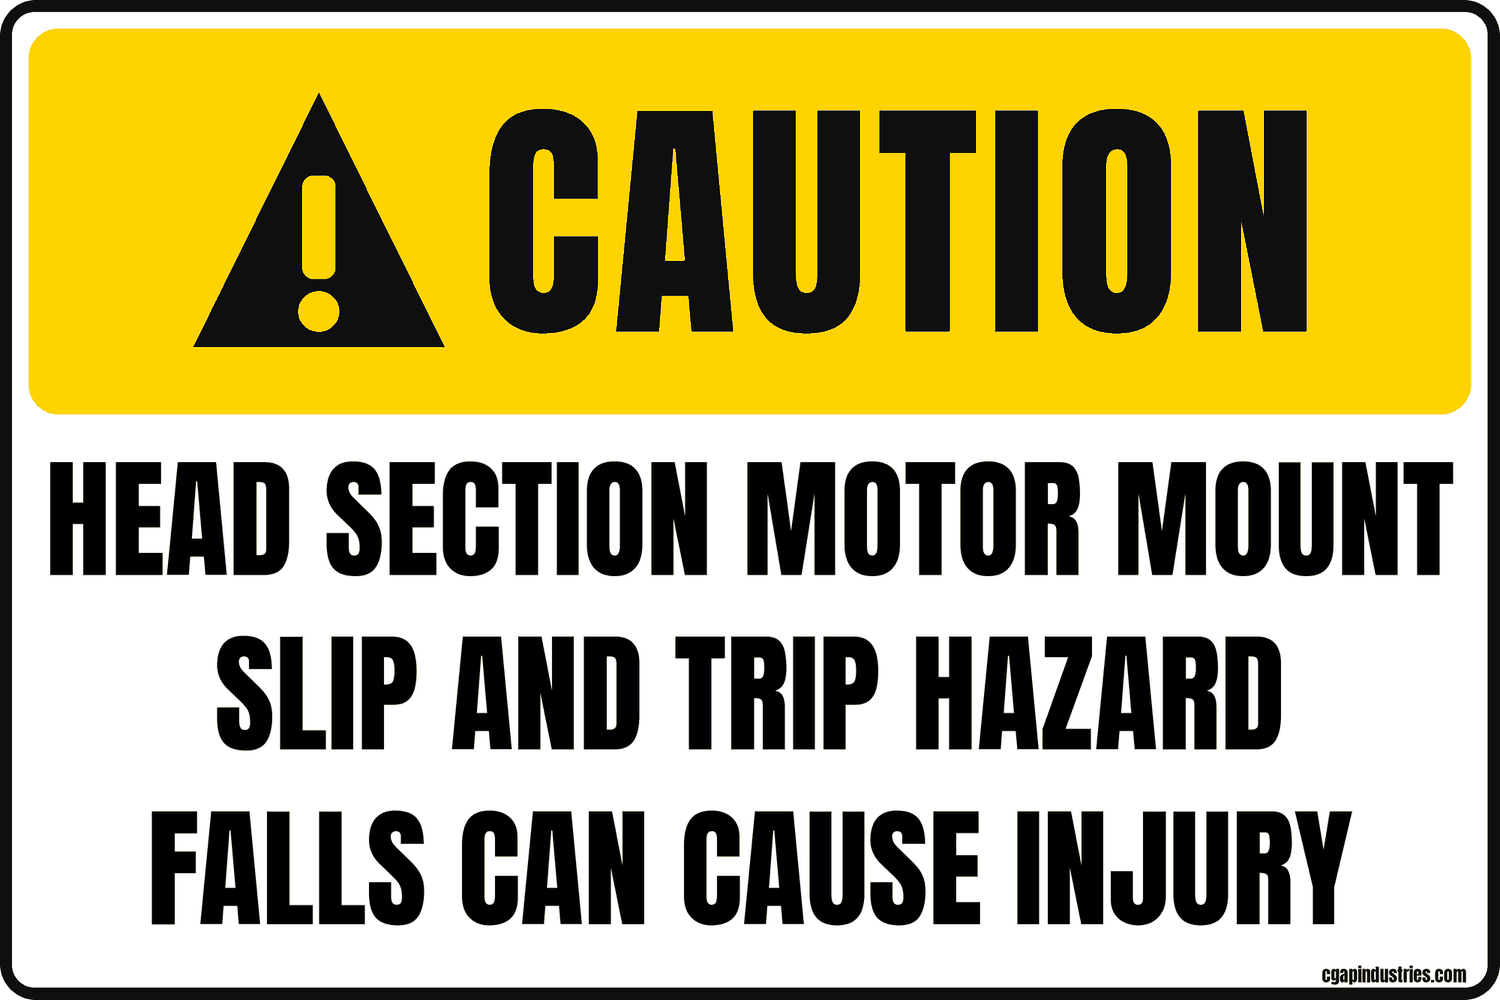 CAUTION
HEAD SECTION MOTOR MOUNT
SLIP AND TRIP HAZARD
FALLS CAN CAUSE INJURY
cgapindustries.com